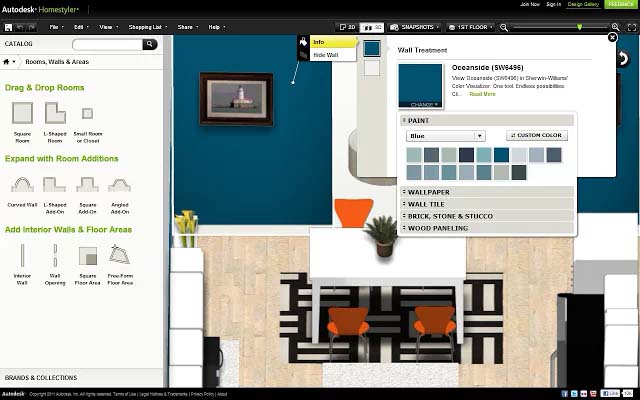 Autodesk® Homestyler™
Join Now
Sign In
Design Gallery
FEEDBACK
File
Edit
View
Shopping List
Share
Help
2D
3D
SNAPSHOTS
1ST FLOOR
CATALOG
Rooms, Walls & Areas
Drag & Drop Rooms
Square
Room
L-Shaped
Room
Small Room
or Closet
Expand with Room Additions
Curved Wall
L-Shaped
Add-On
Square
Add-On
Angled
Add-On
Add Interior Walls & Floor Areas
Interior
Wall
Wall
Opening
Square
Floor Area
Free-Form
Floor Area
BRANDS & COLLECTIONS
Info
Hide Wall
Wall Treatment
Oceanside (SW6496)
View Oceanside (SW6496) in Sherwin-Williams'
Color Visualizer: One tool. Endless possibilities.
Cl... Read More
CHANGE
PAINT
Blue
CUSTOM COLOR
WALLPAPER
WALL TILE
BRICK, STONE & STUCCO
WOOD PANELING
Autodesk
Copyright 2011 Autodesk, Inc. All rights reserved. Terms of Use | Legal Notices & Trademarks | Privacy Policy | About
Like